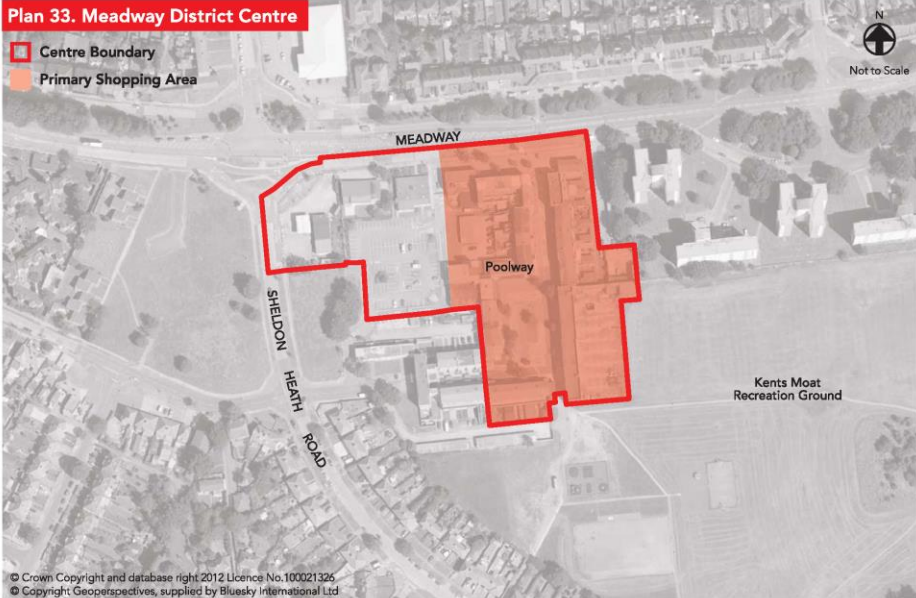 Plan 33. Meadway District Centre
Centre Boundary
Primary Shopping Area
N
Not to Scale
MEADWAY
Poolway
SHELDON HEATH ROAD
Kents Moat
Recreation Ground
© Crown Copyright and database right 2012 Licence No.100021326
© Copyright Geoperspectives, supplied by Bluesky International Ltd